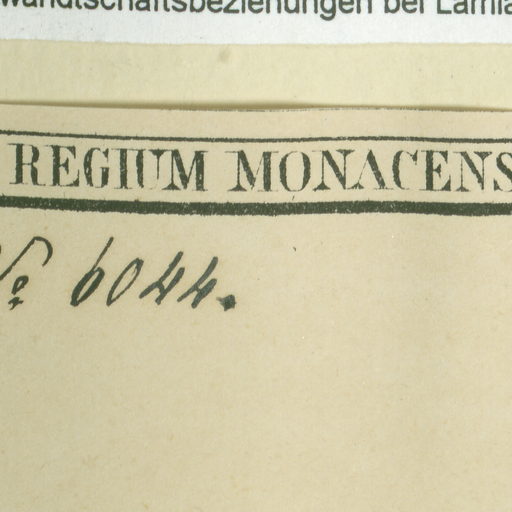 wandtschaftsbeziehungen bei Lamia
REGIUM MONACENS
No 6044.